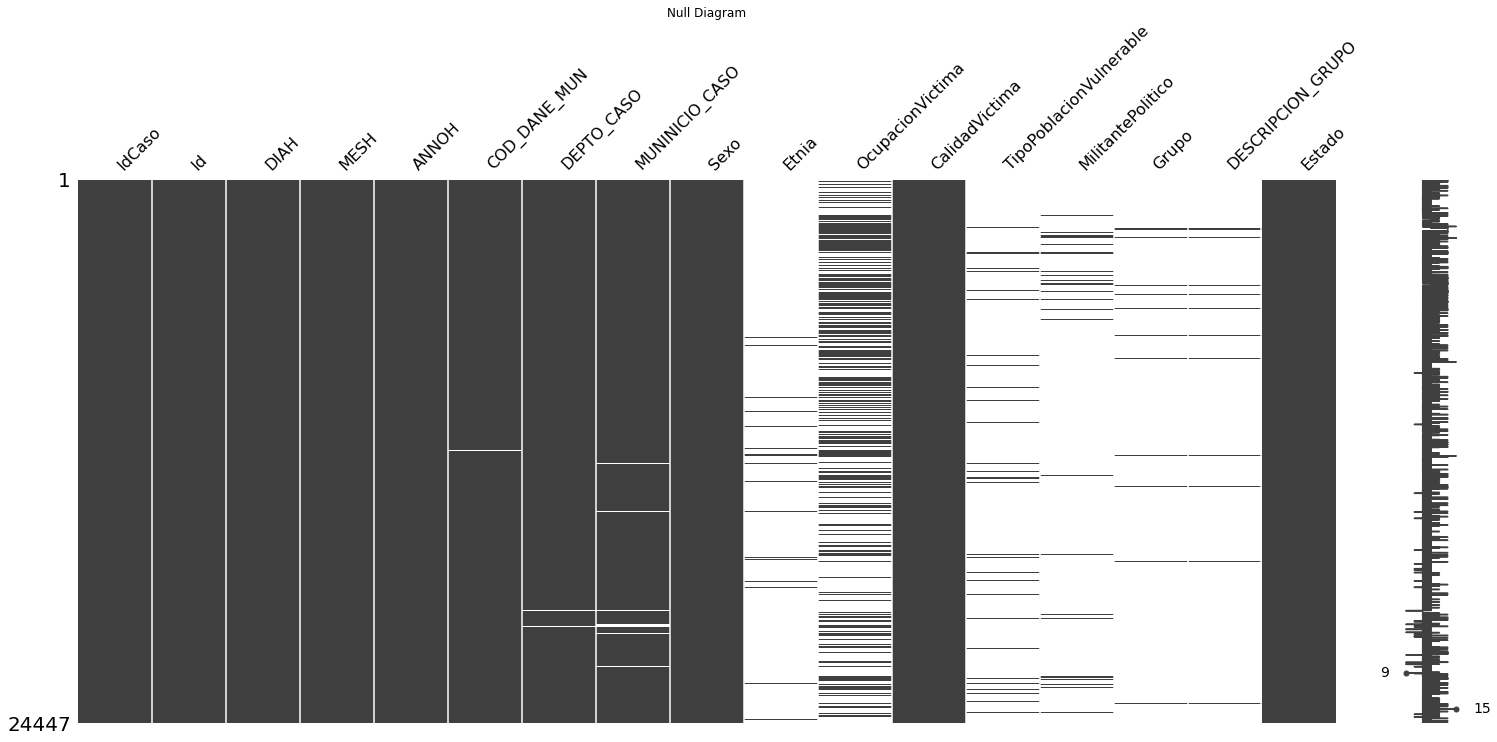 Null Diagram
IdCaso
Id
DIAH
MESH
ANNOH
COD_DANE_MUN
DEPTO_CASO
MUNINICIO_CASO
Sexo
Etnia
OcupacionVictima
CalidadVictima
TipoPoblacionVulnerable
MilitantePolitico
Grupo
DESCRIPCION_GRUPO
Estado
1
9
15
24447